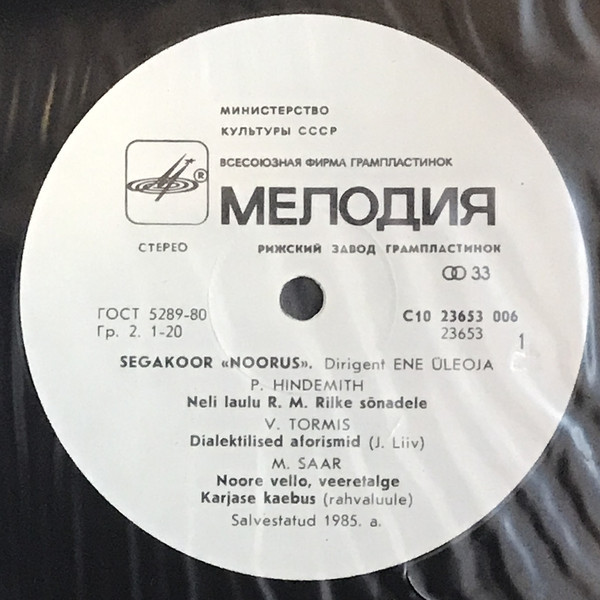 МИНИСТЕРСТВО
КУЛЬТУРЫ СССР
ВСЕСОЮЗНАЯ ФИРМА ГРАМПЛАСТИНОК
®
МЕЛОДИЯ
СТЕРЕО
РИЖСКИЙ ЗАВОД ГРАМПЛАСТИНОК
33
ГОСТ 5289-80
С10 23653 006
Гр. 2. 1-20
23653
1
SEGAKOOR «NOORUS». Dirigent ENE ÜLEOJA
P. HINDEMITH
Neli laulu R. M. Rilke sõnadele
V. TORMIS
Dialektilised aforismid (J. Liiv)
M. SAAR
Noore vello, veeretalge
Karjase kaebus (rahvaluule)
Salvestatud 1985. a.